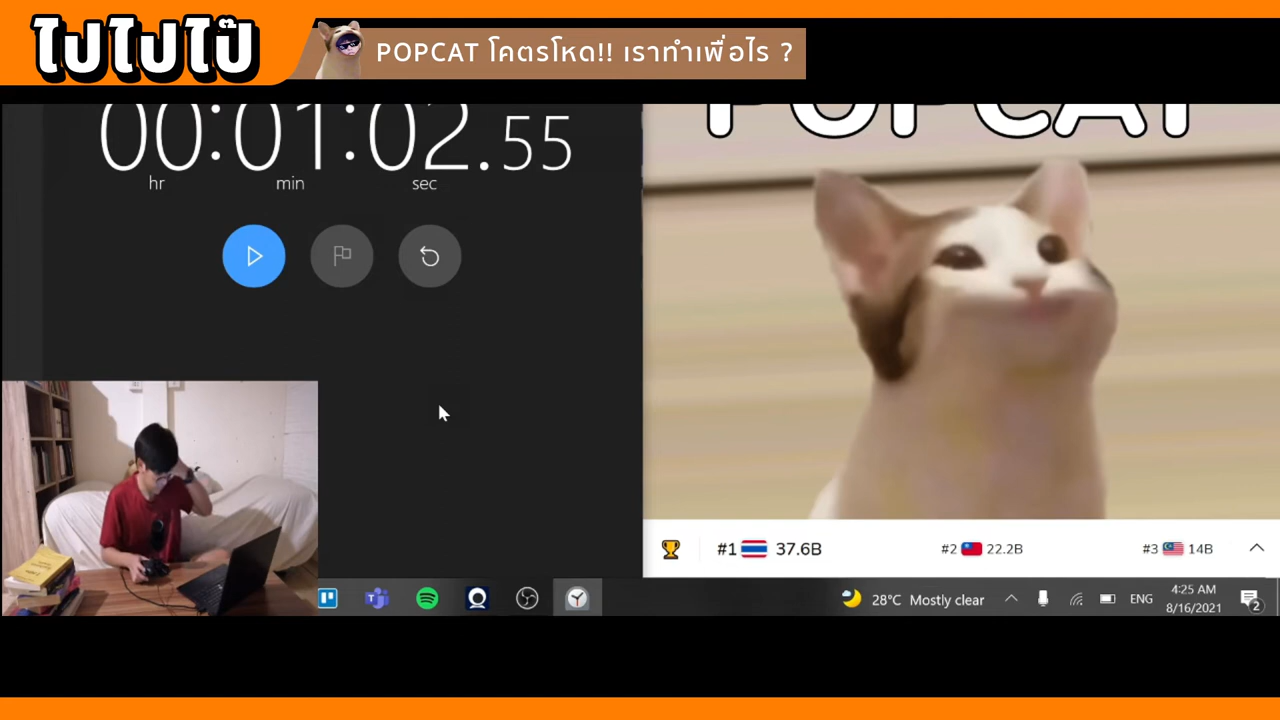 ไปไปไป๊
POPCAT โคตรโหด!! เราทำเพื่อไร ?
POPCAT
00:01:02.55
hr min sec
#1 37.6B #2 22.2B #3 14B
28°C Mostly clear ENG 4:25 AM
8/16/2021
2